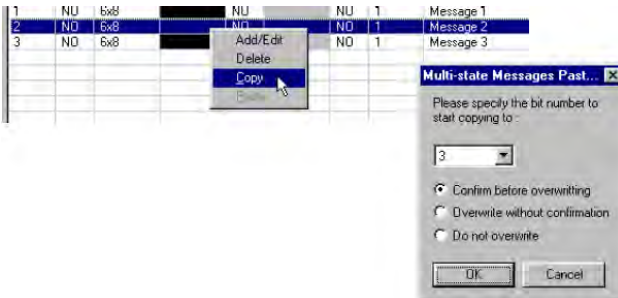 1 NO 6x8 NO 1 Message 1
2 NO 6x8 NO NO 1 Message 2
3 NO 6x8 NO 1 Message 3
Add/Edit
Delete
Copy
Paste
Multi-state Messages Past...
Please specify the bit number to
start copying to :
3
Confirm before overwritting
Overwrite without confirmation
Do not overwrite
OK
Cancel